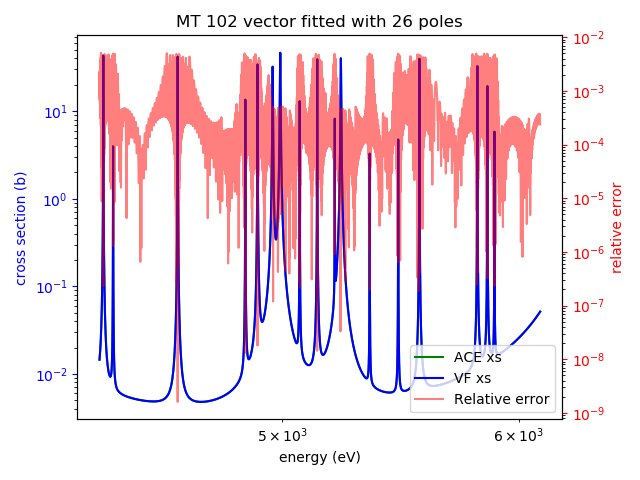 MT 102 vector fitted with 26 poles
cross section (b)
10¹
10⁰
10⁻¹
10⁻²
10⁻²
10⁻³
10⁻⁴
10⁻⁵
10⁻⁶
10⁻⁷
10⁻⁸
10⁻⁹
relative error
ACE xs
VF xs
Relative error
5 × 10³
6 × 10³
energy (eV)